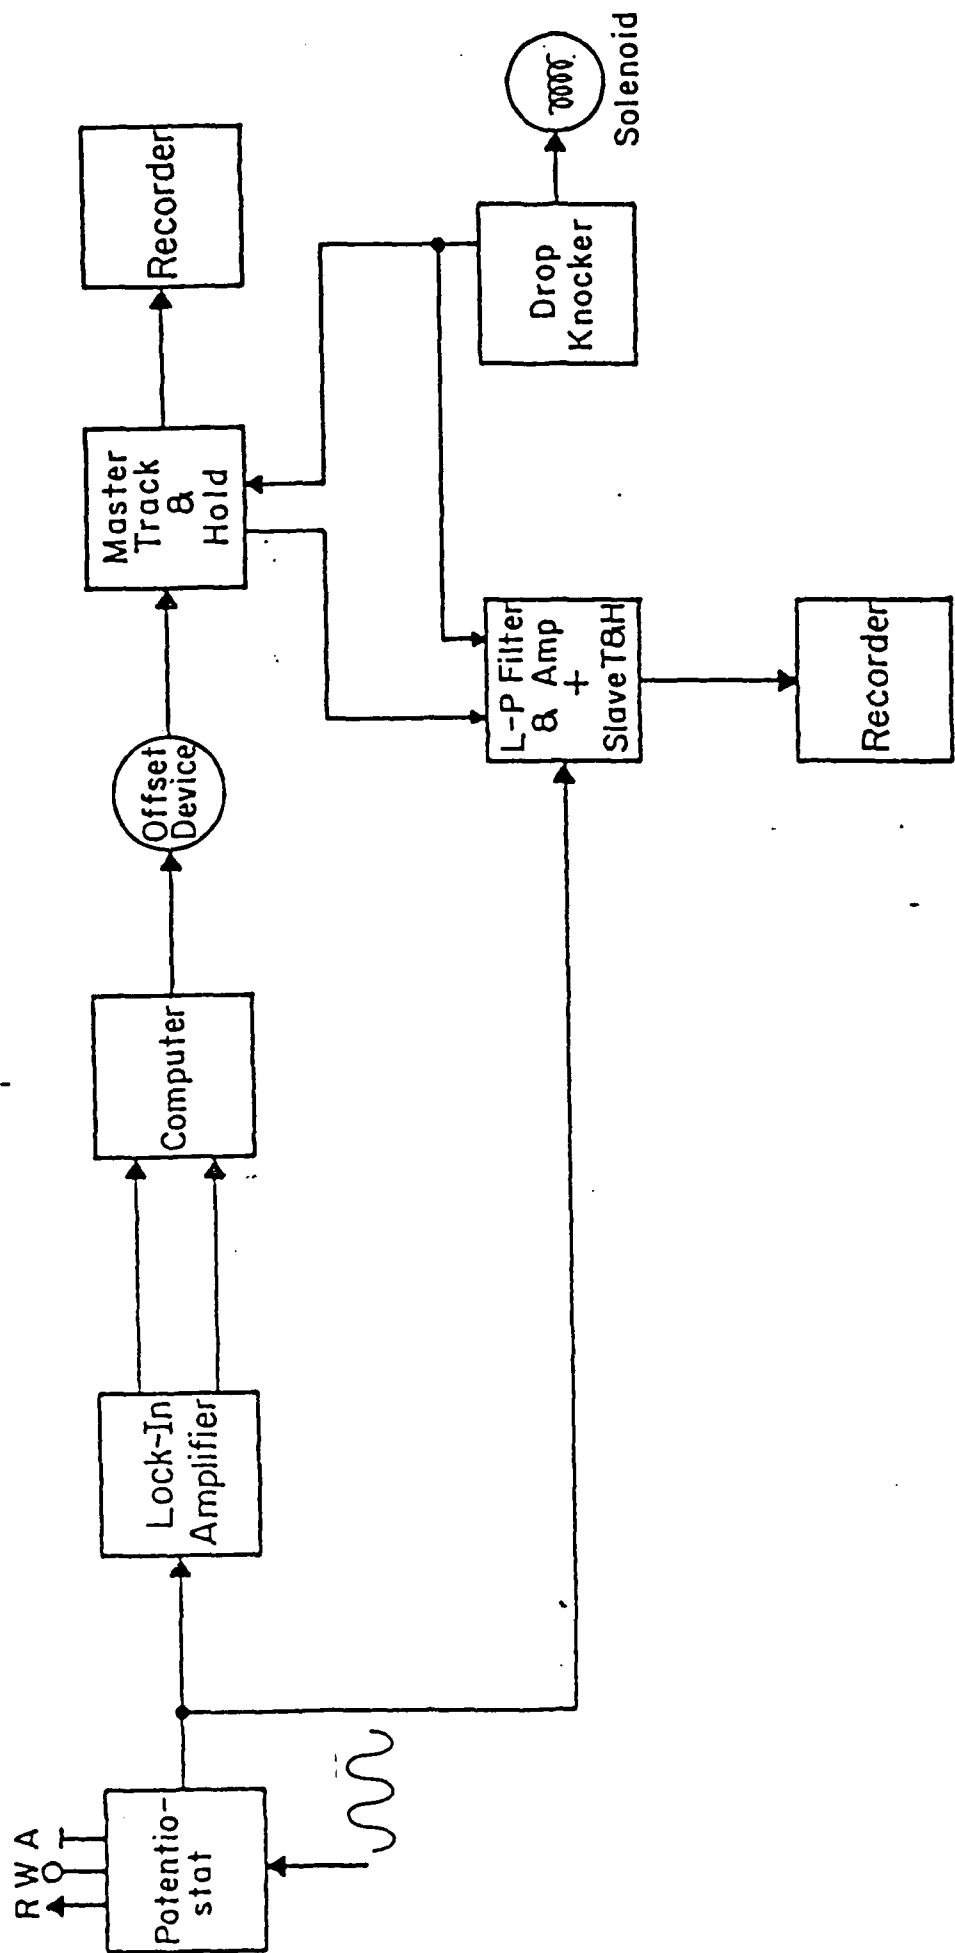 R W A
Potentio-
stat
Lock-In
Amplifier
Computer
Offset
Device
Master
Track
&
Hold
Recorder
L-P Filter
& Amp
+
Slave T&H
Recorder
Drop
Knocker
Solenoid